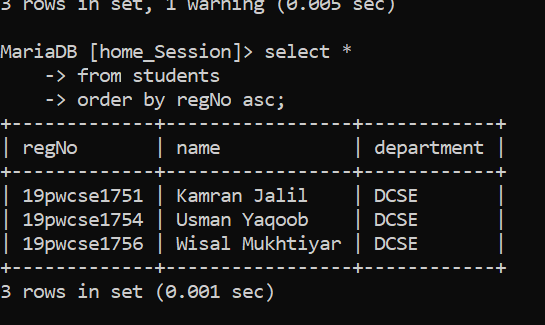 3 rows in set, 1 warning (0.005 sec)
MariaDB [home_Session]> select *
    -> from students
    -> order by regNo asc;
+-------------+-----------------+------------+
| regNo       | name            | department |
+-------------+-----------------+------------+
| 19pwcse1751 | Kamran Jalil    | DCSE       |
| 19pwcse1754 | Usman Yaqoob    | DCSE       |
| 19pwcse1756 | Wisal Mukhtiyar | DCSE       |
+-------------+-----------------+------------+
3 rows in set (0.001 sec)